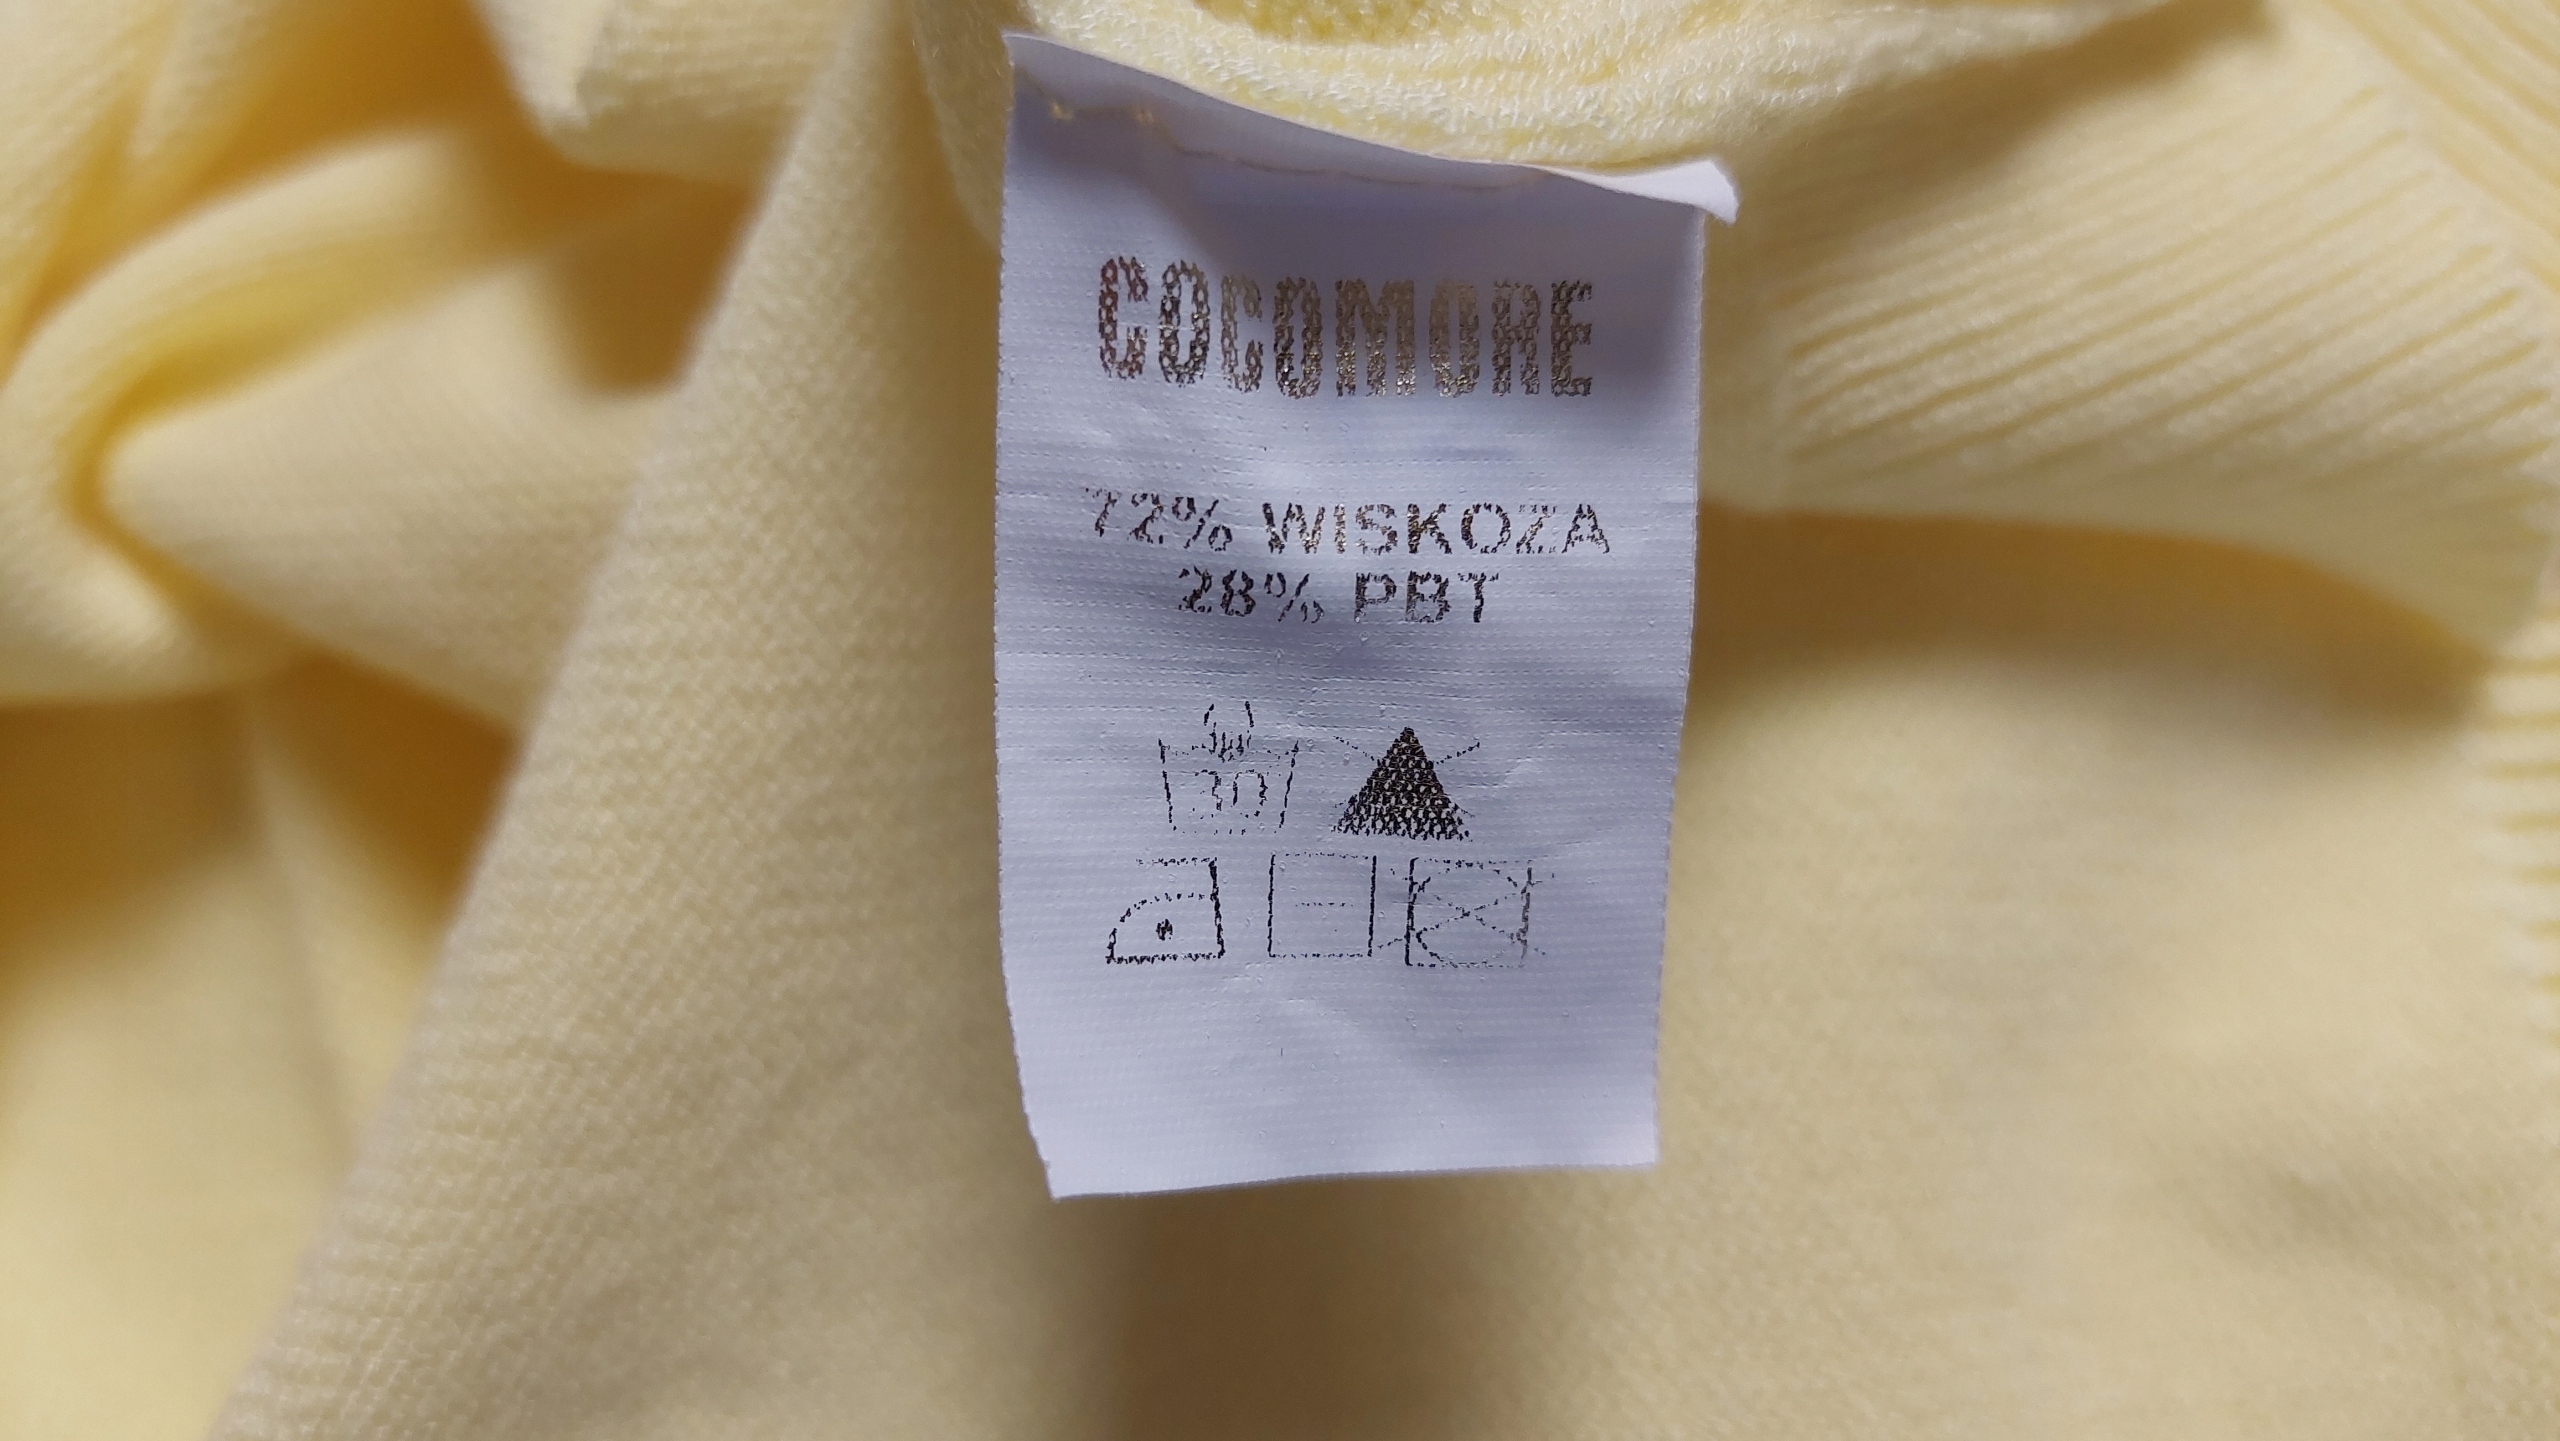 COCOMORE
72% WISKOZA
28% PBT
30